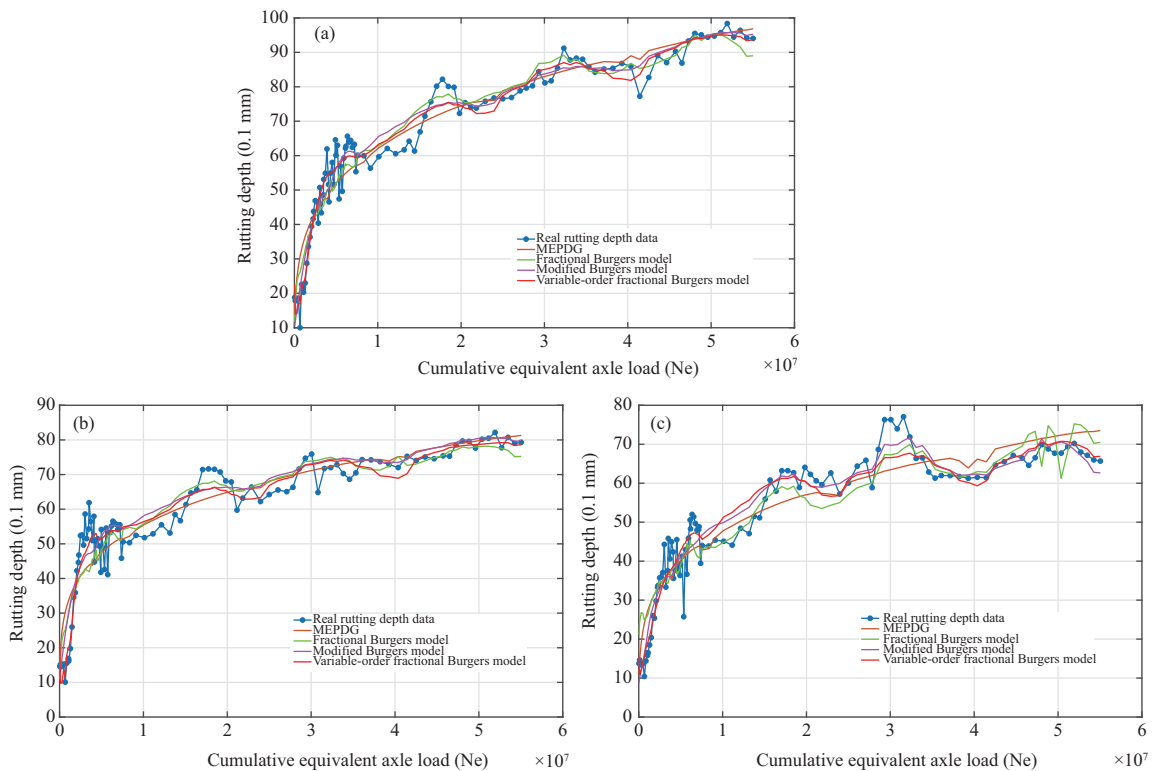 (a)
100
90
80
70
60
50
40
30
20
10
Rutting depth (0.1 mm)
Real rutting depth data
MEPDG
Fractional Burgers model
Modified Burgers model
Variable-order fractional Burgers model
0 1 2 3 4 5 6
×10⁷
Cumulative equivalent axle load (Ne)
(b)
90
80
70
60
50
40
30
20
10
0
Rutting depth (0.1 mm)
Real rutting depth data
MEPDG
Fractional Burgers model
Modified Burgers model
Variable-order fractional Burgers model
0 1 2 3 4 5 6
×10⁷
Cumulative equivalent axle load (Ne)
(c)
80
70
60
50
40
30
20
10
0
Rutting depth (0.1 mm)
Real rutting depth data
MEPDG
Fractional Burgers model
Modified Burgers model
Variable-order fractional Burgers model
0 1 2 3 4 5 6
×10⁷
Cumulative equivalent axle load (Ne)